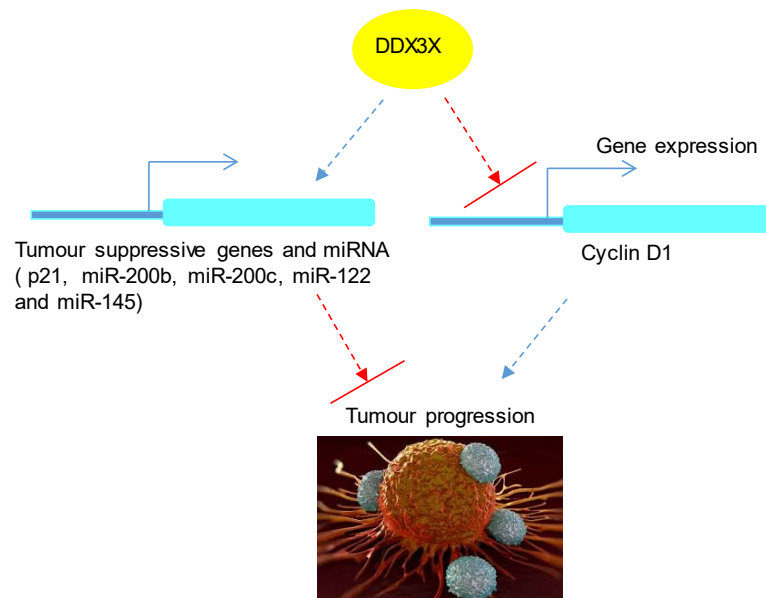 DDX3X
Gene expression
Tumour suppressive genes and miRNA
( p21, miR-200b, miR-200c, miR-122
and miR-145)
Cyclin D1
Tumour progression